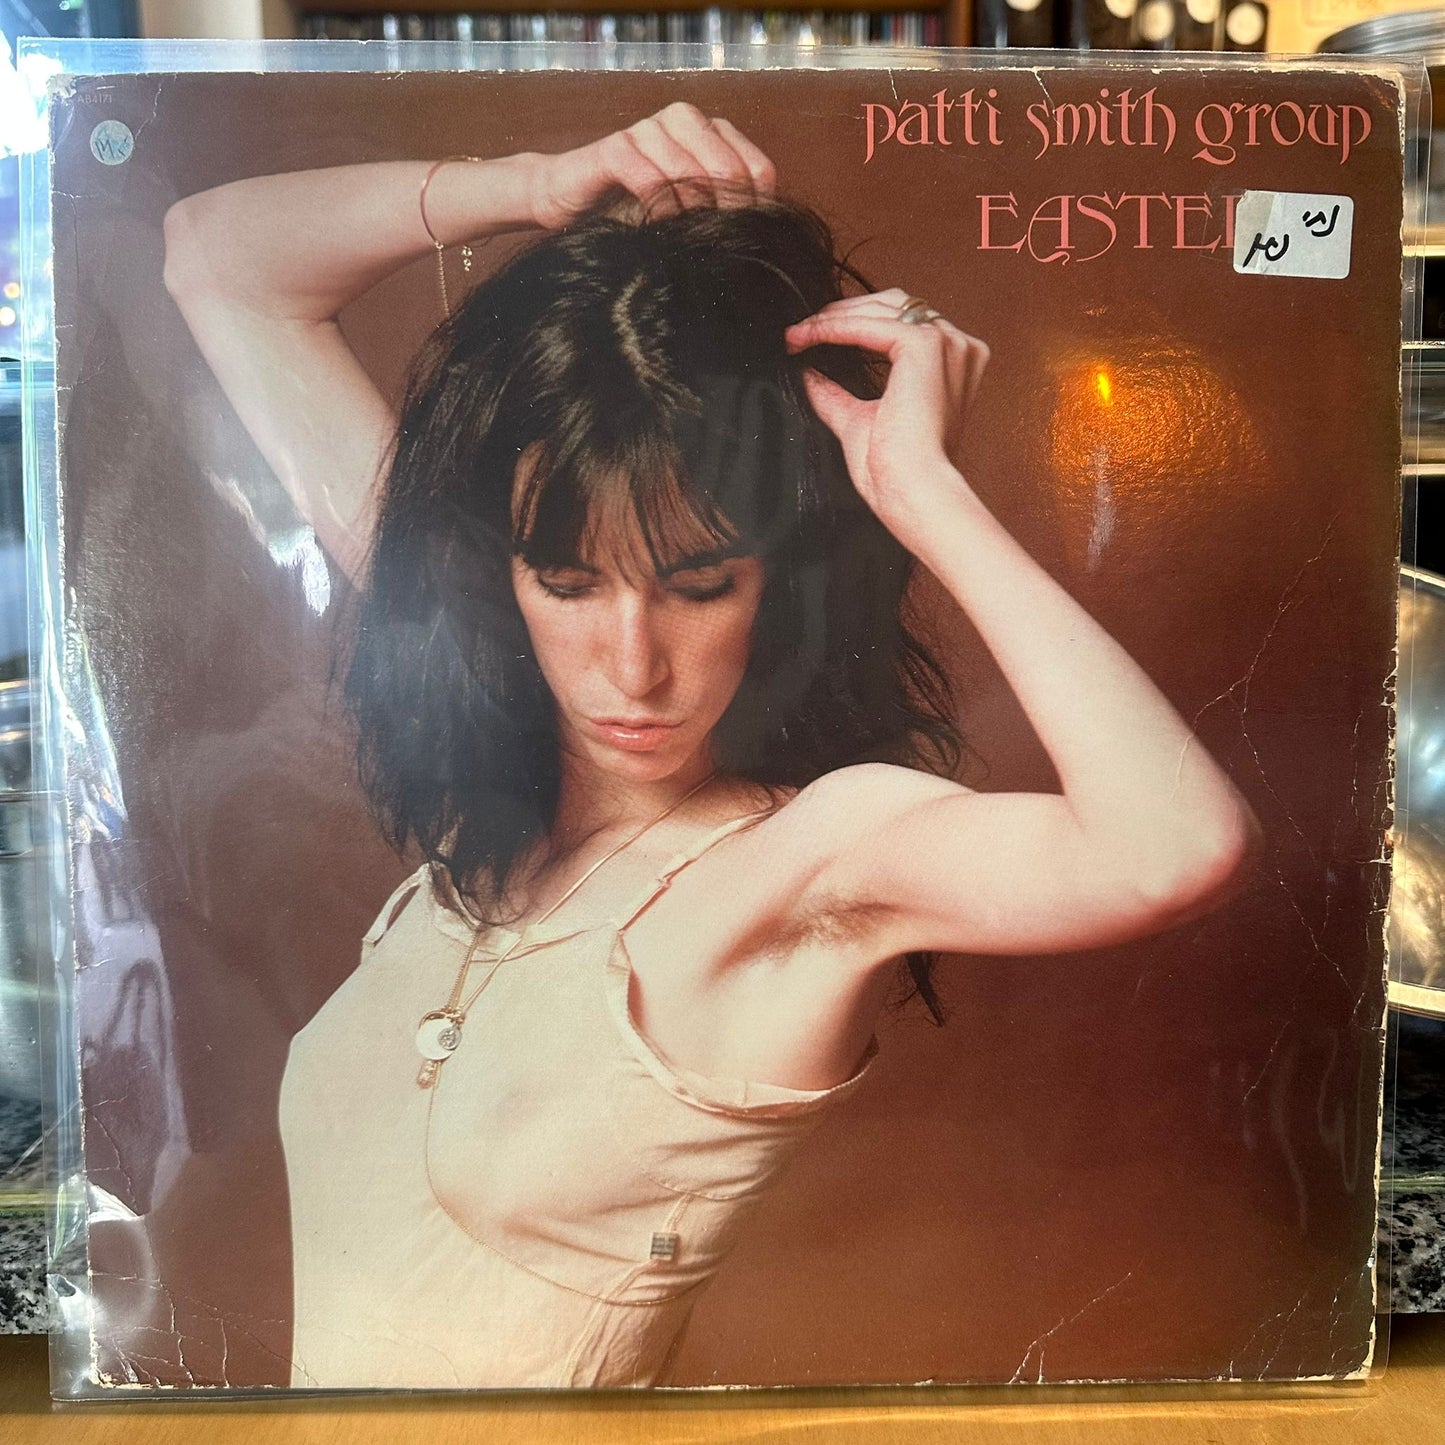 AB4171
patti smith group
EASTE